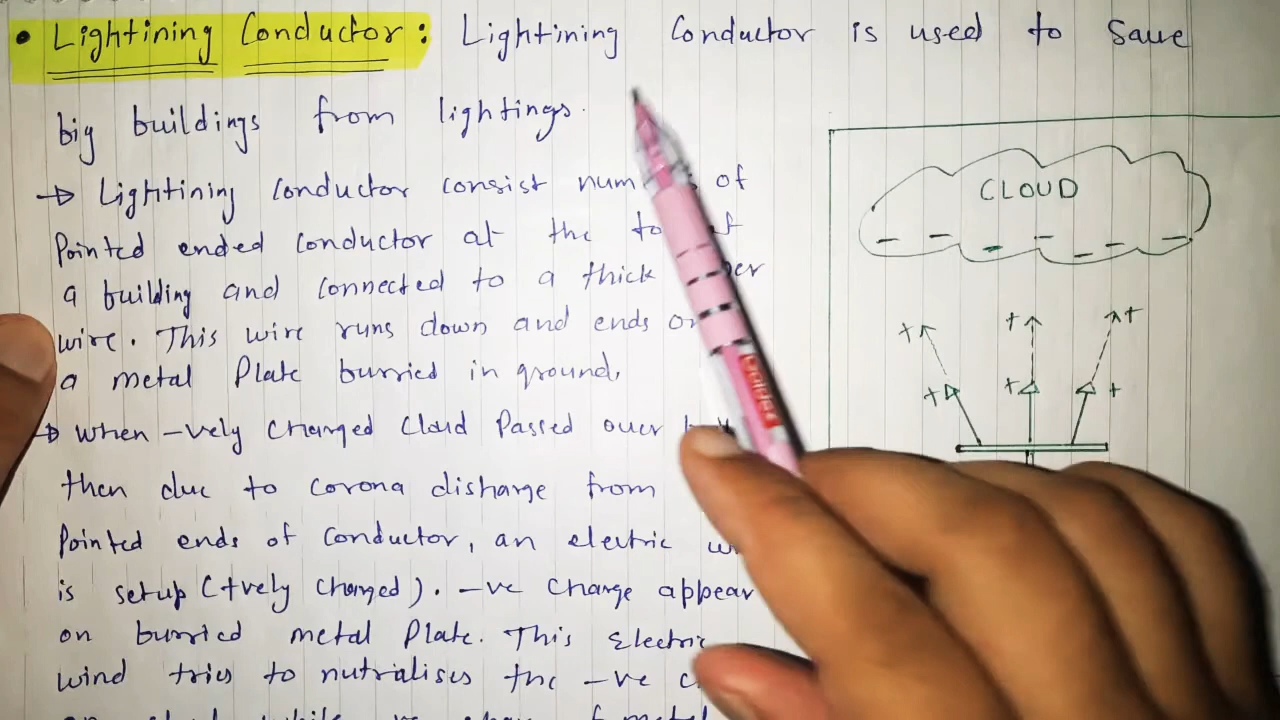 • Lightining Conductor: Lightining Conductor is used to Save
big buildings from lightings.
→ Lightining Conductor Consist num of
Pointed ended Conductor at the
a building and Connected to a thick
wire. This wire runs down and ends
a metal Plate burried in ground,
→ when -vely Charged Cloud Passed over
then due to Corona disharge from
Pointed ends of Conductor, an electric
is setup (+vely Charged). -ve Charge appear
on burried metal Plate. This Electric
wind tries to nutralises the -ve
CLOUD
- - - - - - -
+ + +
+ + +